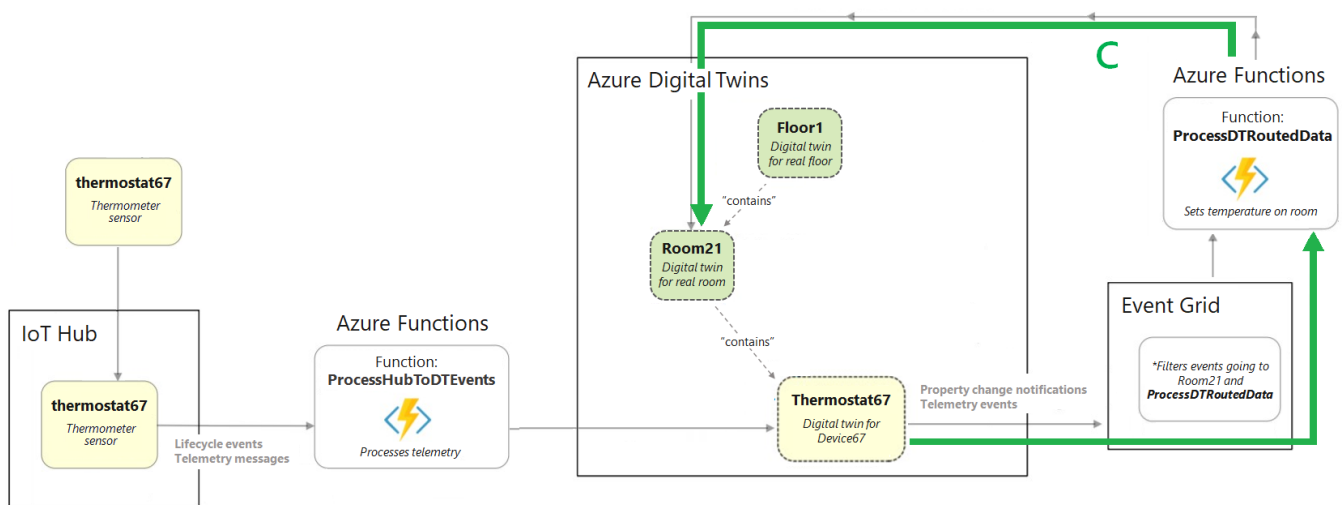 C
Azure Functions
Function:
ProcessDTRoutedData
Sets temperature on room
Azure Digital Twins
Floor1
Digital twin
for real floor
"contains"
Room21
Digital twin
for real room
"contains"
thermostat67
Thermometer
sensor
IoT Hub
thermostat67
Thermometer
sensor
Lifecycle events
Telemetry messages
Azure Functions
Function:
ProcessHubToDTEvents
Processes telemetry
Thermostat67
Digital twin for
Device67
Property change notifications
Telemetry events
Event Grid
*Filters events going to
Room21 and
ProcessDTRoutedData